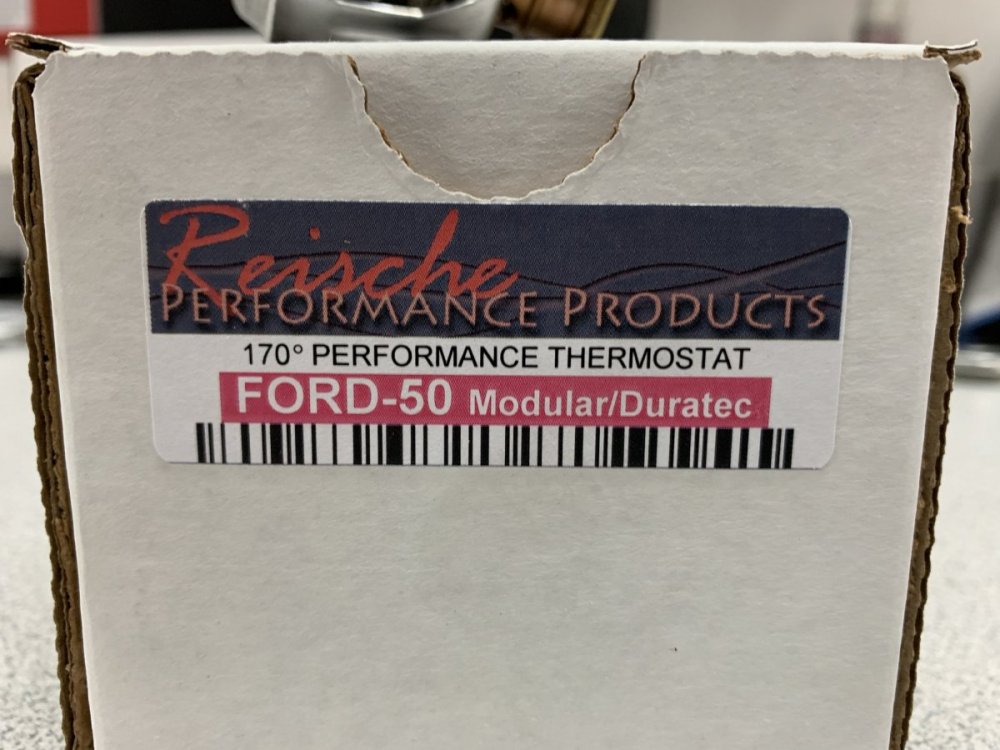 Reische
PERFORMANCE PRODUCTS
170° PERFORMANCE THERMOSTAT
FORD-50 Modular/Duratec